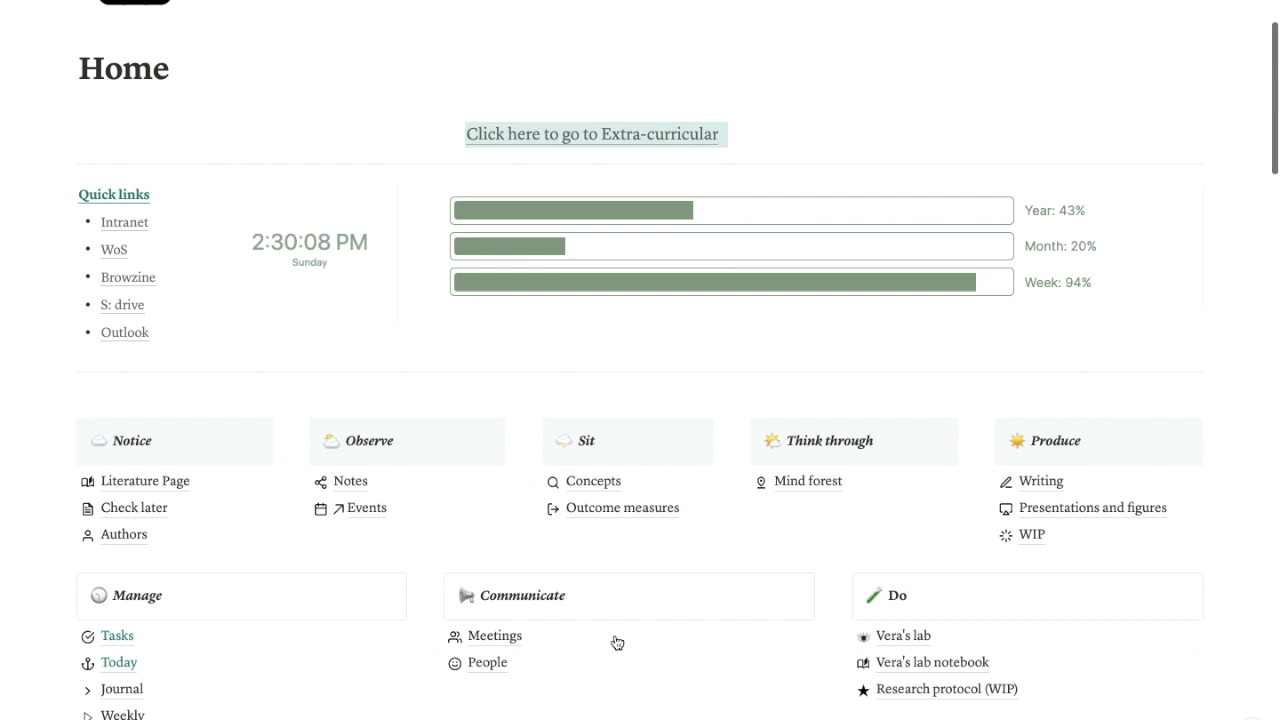 Home
Click here to go to Extra-curricular
Quick links
Intranet
WoS
Browzine
S: drive
Outlook
2:30:08 PM
Sunday
Year: 43%
Month: 20%
Week: 94%
Notice
Literature Page
Check later
Authors
Observe
Notes
Events
Sit
Concepts
Outcome measures
Think through
Mind forest
Produce
Writing
Presentations and figures
WIP
Manage
Tasks
Today
Journal
Weekly
Communicate
Meetings
People
Do
Vera's lab
Vera's lab notebook
Research protocol (WIP)